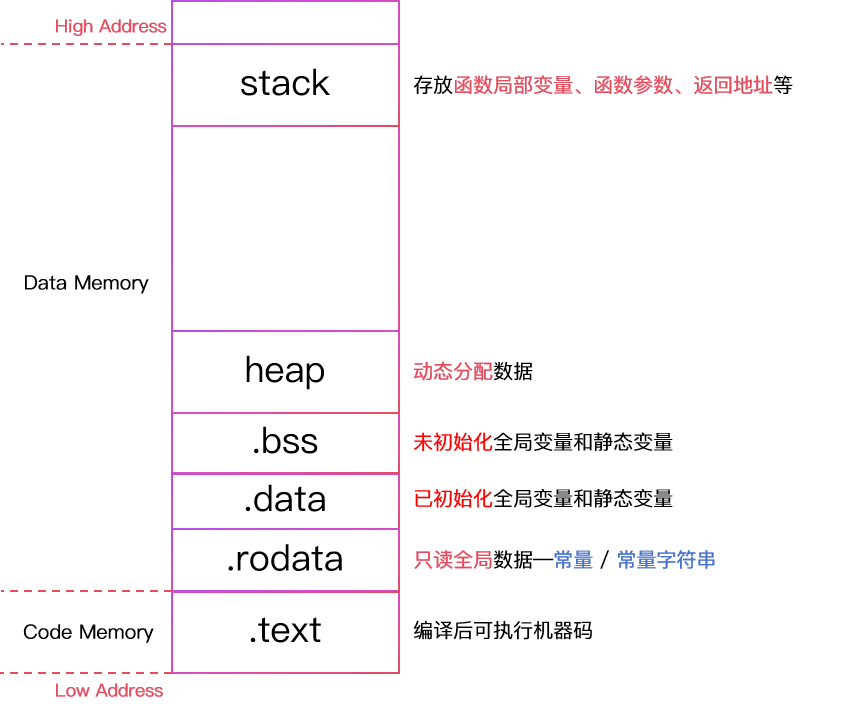 High Address
stack
存放函数局部变量、函数参数、返回地址等
Data Memory
heap
动态分配数据
.bss
未初始化全局变量和静态变量
.data
已初始化全局变量和静态变量
.rodata
只读全局数据—常量 / 常量字符串
Code Memory
.text
编译后可执行机器码
Low Address